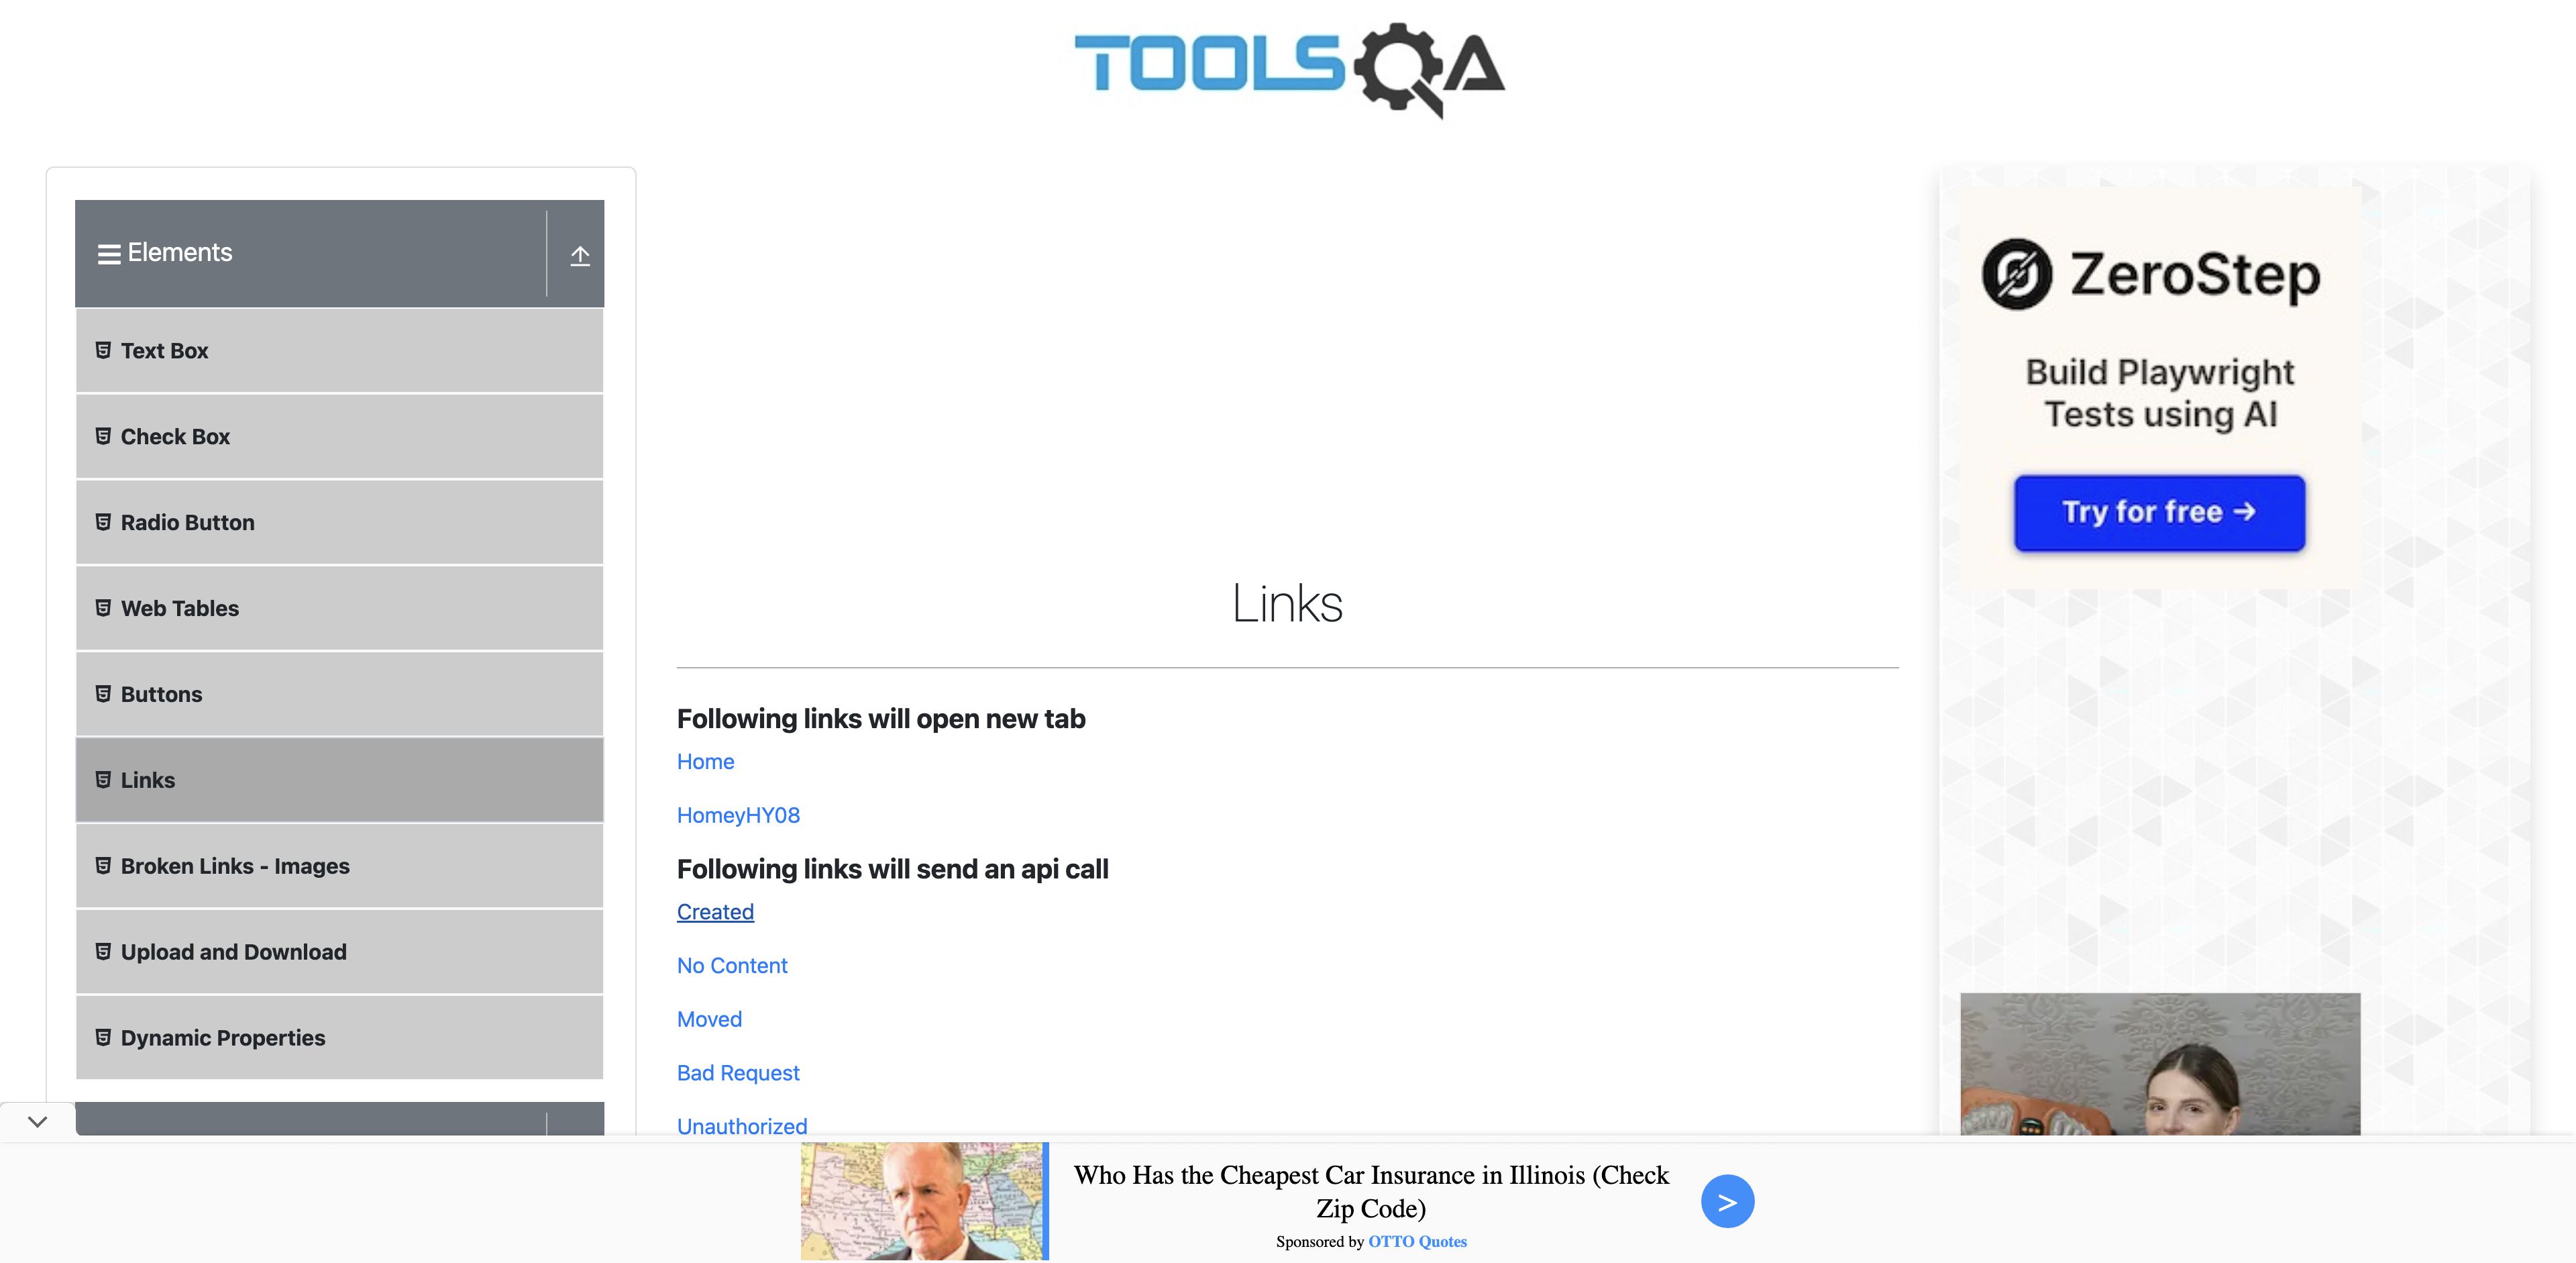 TOOLSQA
Elements
Text Box
Check Box
Radio Button
Web Tables
Buttons
Links
Broken Links - Images
Upload and Download
Dynamic Properties
Links
Following links will open new tab
Home
HomeyHY08
Following links will send an api call
Created
No Content
Moved
Bad Request
Unauthorized
ZeroStep
Build Playwright
Tests using AI
Try for free →
Who Has the Cheapest Car Insurance in Illinois (Check
Zip Code)
Sponsored by OTTO Quotes
>